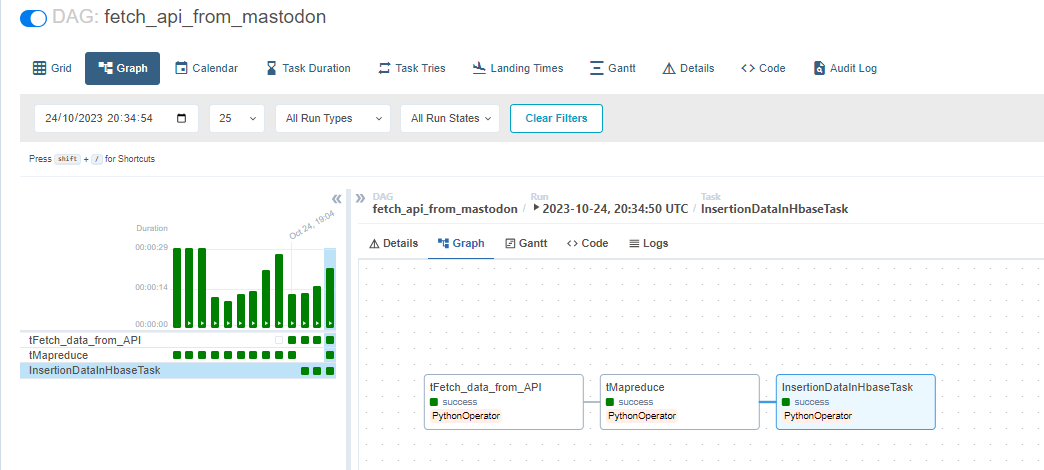 DAG: fetch_api_from_mastodon
Grid Graph Calendar Task Duration Task Tries Landing Times Gantt Details Code Audit Log
24/10/2023 20:34:54 25 All Run Types All Run States Clear Filters
Press shift + / for Shortcuts
DAG Run Task
fetch_api_from_mastodon / 2023-10-24, 20:34:50 UTC / InsertionDataInHbaseTask
Details Graph Gantt Code Logs
Oct 24, 19:04
Duration
00:00:29
00:00:14
00:00:00
tFetch_data_from_API
tMapreduce
InsertionDataInHbaseTask
tFetch_data_from_API
success
PythonOperator
tMapreduce
success
PythonOperator
InsertionDataInHbaseTask
success
PythonOperator